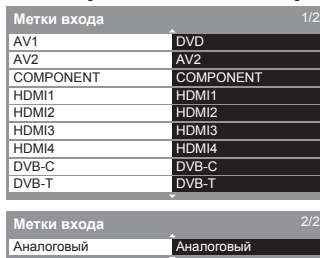 Метки входа 1/2
AV1 DVD
AV2 AV2
COMPONENT COMPONENT
HDMI1 HDMI1
HDMI2 HDMI2
HDMI3 HDMI3
HDMI4 HDMI4
DVB-C DVB-C
DVB-T DVB-T
Метки входа 2/2
Аналоговый Аналоговый